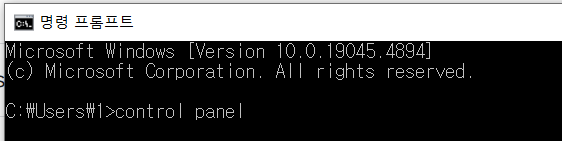 명령 프롬프트
Microsoft Windows [Version 10.0.19045.4894]
(c) Microsoft Corporation. All rights reserved.
C:₩Users₩1>control panel